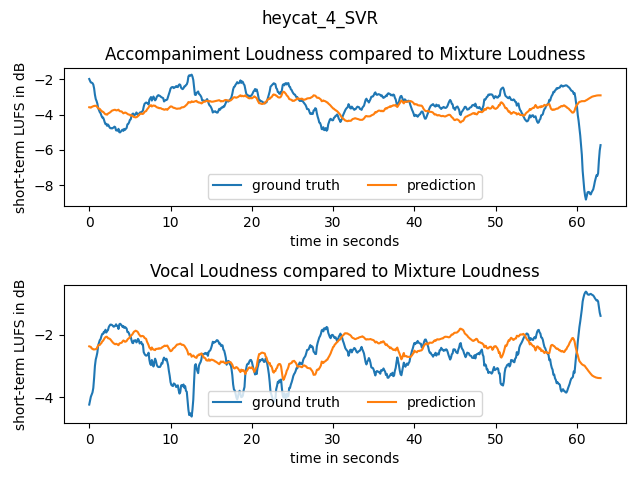 heycat_4_SVR
Accompaniment Loudness compared to Mixture Loudness
short-term LUFS in dB
−2
−4
−6
−8
ground truth
prediction
0 10 20 30 40 50 60
time in seconds
Vocal Loudness compared to Mixture Loudness
short-term LUFS in dB
−2
−4
ground truth
prediction
0 10 20 30 40 50 60
time in seconds